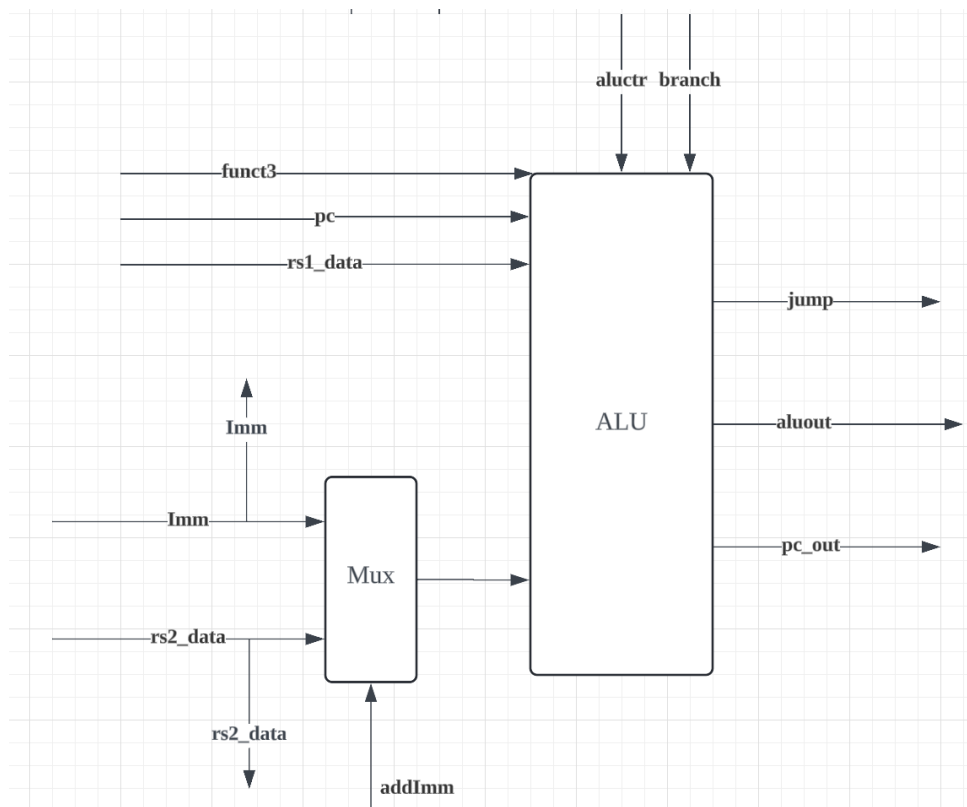 aluctr branch
funct3
pc
rs1_data
jump
ALU
aluout
Imm
Imm
pc_out
Mux
rs2_data
rs2_data
addImm